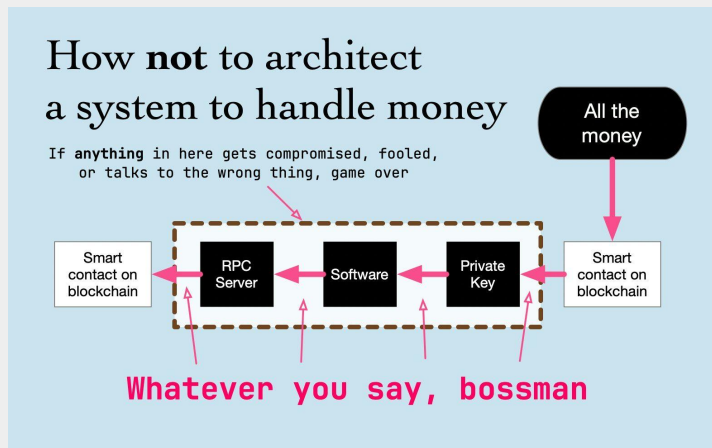 How not to architect
a system to handle money
If anything in here gets compromised, fooled,
or talks to the wrong thing, game over
All the
money
Smart
contact on
blockchain
RPC
Server
Software
Private
Key
Smart
contact on
blockchain
Whatever you say, bossman